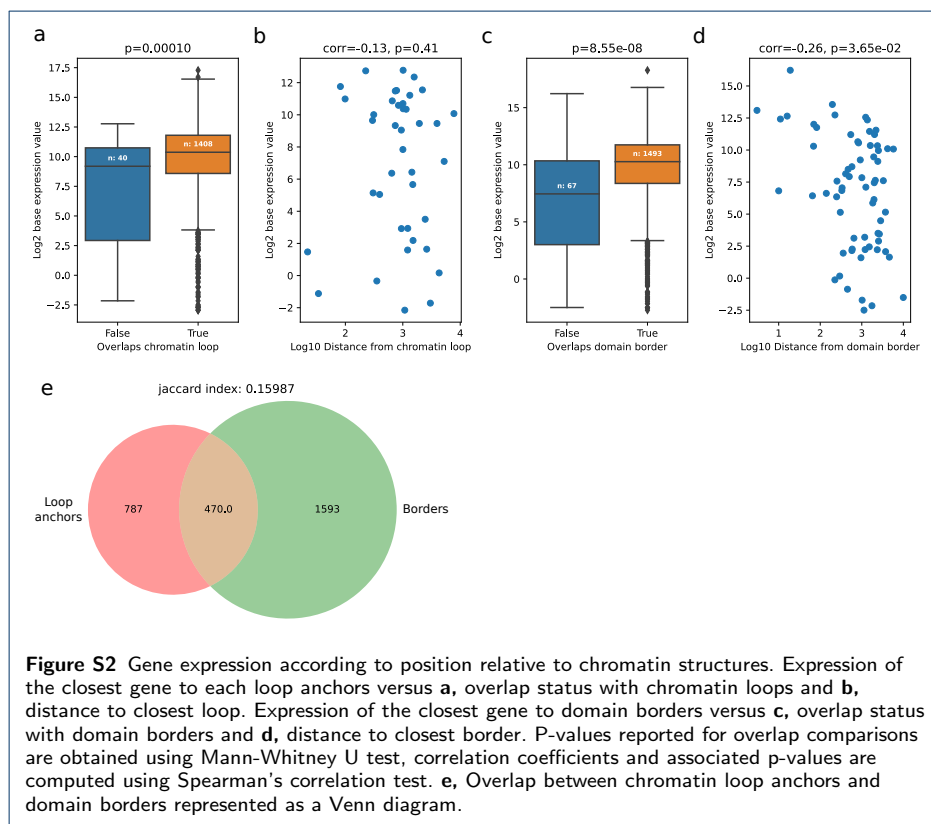 a
b
c
d
p=0.00010
corr=-0.13, p=0.41
p=8.55e-08
corr=-0.26, p=3.65e-02
Log2 base expression value
17.5
15.0
12.5
10.0
7.5
5.0
2.5
0.0
−2.5
n: 40
n: 1408
False
True
Overlaps chromatin loop
Log2 base expression value
12
10
8
6
4
2
0
−2
2
3
4
Log10 Distance from chromatin loop
Log2 base expression value
15
10
5
0
n: 67
n: 1493
False
True
Overlaps domain border
Log2 base expression value
15.0
12.5
10.0
7.5
5.0
2.5
0.0
−2.5
1
2
3
4
Log10 Distance from domain border
e
jaccard index: 0.15987
Loop
anchors
787
470.0
1593
Borders
Figure S2 Gene expression according to position relative to chromatin structures. Expression of
the closest gene to each loop anchors versus a, overlap status with chromatin loops and b,
distance to closest loop. Expression of the closest gene to domain borders versus c, overlap status
with domain borders and d, distance to closest border. P-values reported for overlap comparisons
are obtained using Mann-Whitney U test, correlation coefficients and associated p-values are
computed using Spearman's correlation test. e, Overlap between chromatin loop anchors and
domain borders represented as a Venn diagram.